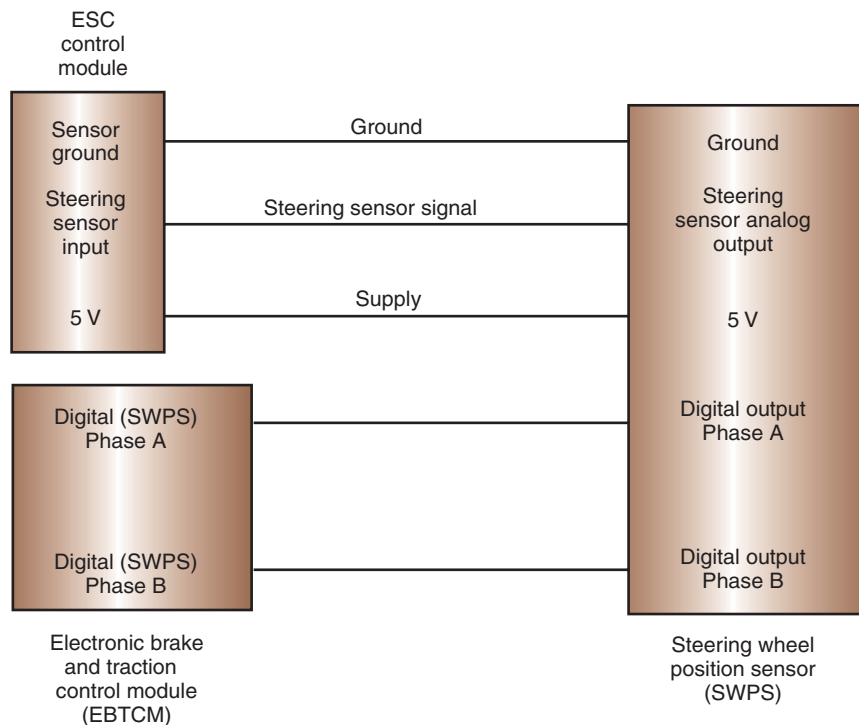 ESC
control
module
Sensor
ground
Ground
Ground
Steering
sensor
input
Steering sensor signal
Steering
sensor analog
output
5 V
Supply
5 V
Digital (SWPS)
Phase A
Digital output
Phase A
Digital (SWPS)
Phase B
Digital output
Phase B
Electronic brake
and traction
control module
(EBTCM)
Steering wheel
position sensor
(SWPS)